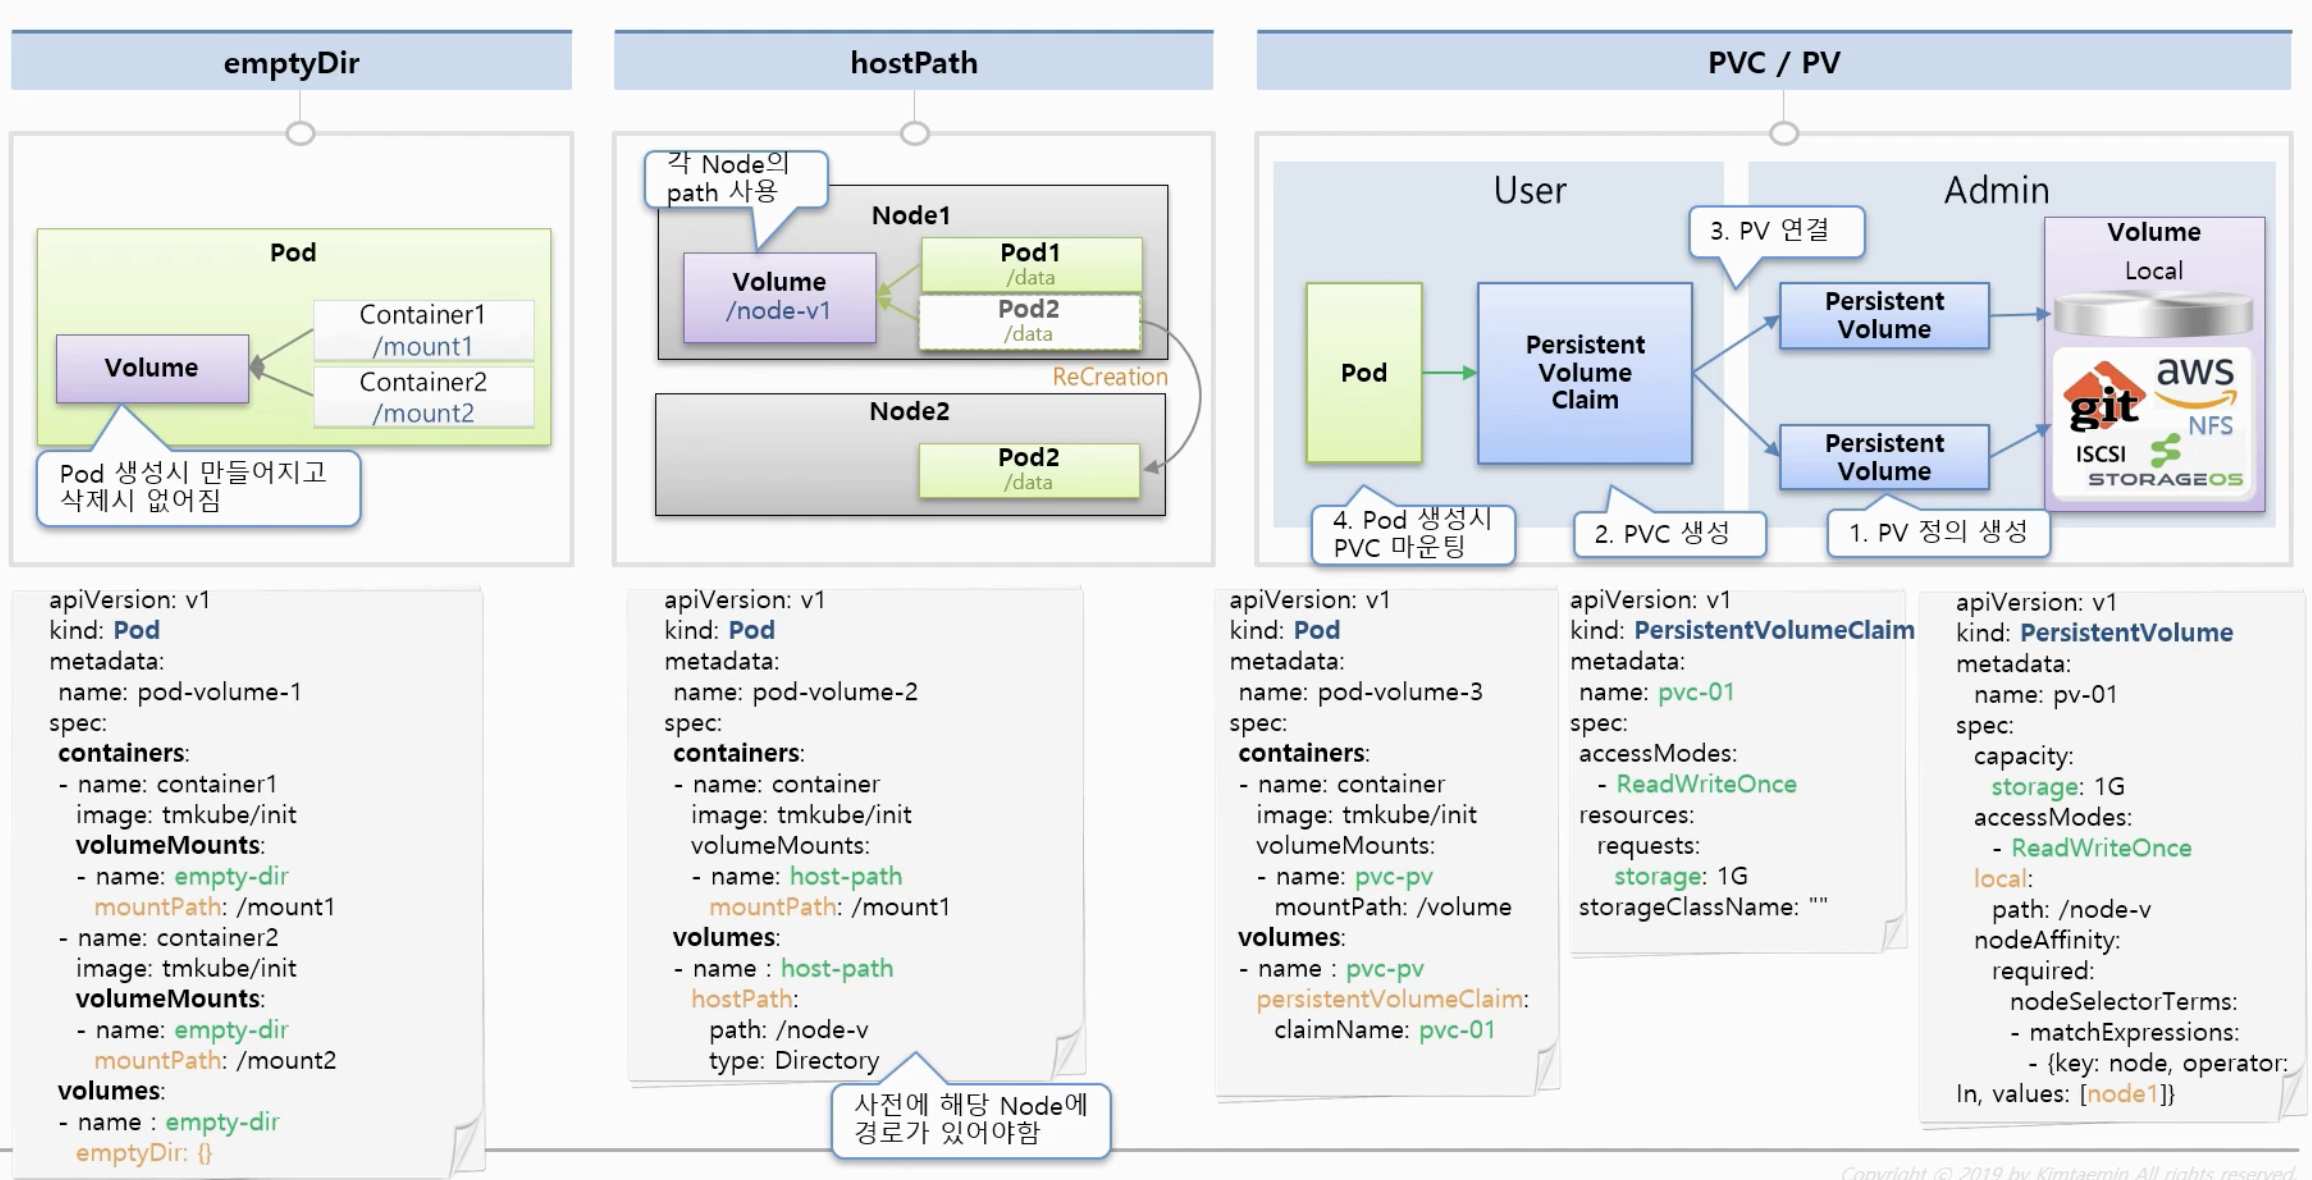 emptyDir
Pod
Volume
Container1
/mount1
Container2
/mount2
Pod 생성시 만들어지고
삭제시 없어짐
apiVersion: v1
kind: Pod
metadata:
name: pod-volume-1
spec:
containers:
- name: container1
image: tmkube/init
volumeMounts:
- name: empty-dir
mountPath: /mount1
- name: container2
image: tmkube/init
volumeMounts:
- name: empty-dir
mountPath: /mount2
volumes:
- name : empty-dir
emptyDir: {}
hostPath
각 Node의
path 사용
Node1
Volume
/node-v1
Pod1
/data
Pod2
/data
ReCreation
Node2
Pod2
/data
apiVersion: v1
kind: Pod
metadata:
name: pod-volume-2
spec:
containers:
- name: container
image: tmkube/init
volumeMounts:
- name: host-path
mountPath: /mount1
volumes:
- name : host-path
hostPath:
path: /node-v
type: Directory
사전에 해당 Node에
경로가 있어야함
PVC / PV
User
Admin
3. PV 연결
Pod
Persistent
Volume
Claim
Persistent
Volume
Persistent
Volume
Volume
Local
git
aws
NFS
iSCSI
STORAGEOS
4. Pod 생성시
PVC 마운팅
2. PVC 생성
1. PV 정의 생성
apiVersion: v1
kind: Pod
metadata:
name: pod-volume-3
spec:
containers:
- name: container
image: tmkube/init
volumeMounts:
- name: pvc-pv
mountPath: /volume
volumes:
- name : pvc-pv
persistentVolumeClaim:
claimName: pvc-01
apiVersion: v1
kind: PersistentVolumeClaim
metadata:
name: pvc-01
spec:
accessModes:
- ReadWriteOnce
resources:
requests:
storage: 1G
storageClassName: ""
apiVersion: v1
kind: PersistentVolume
metadata:
name: pv-01
spec:
capacity:
storage: 1G
accessModes:
- ReadWriteOnce
local:
path: /node-v
nodeAffinity:
required:
nodeSelectorTerms:
- matchExpressions:
- {key: node, operator:
In, values: [node1]}
Copyright ⓒ 2019 by Kimtaemin All rights reserved.